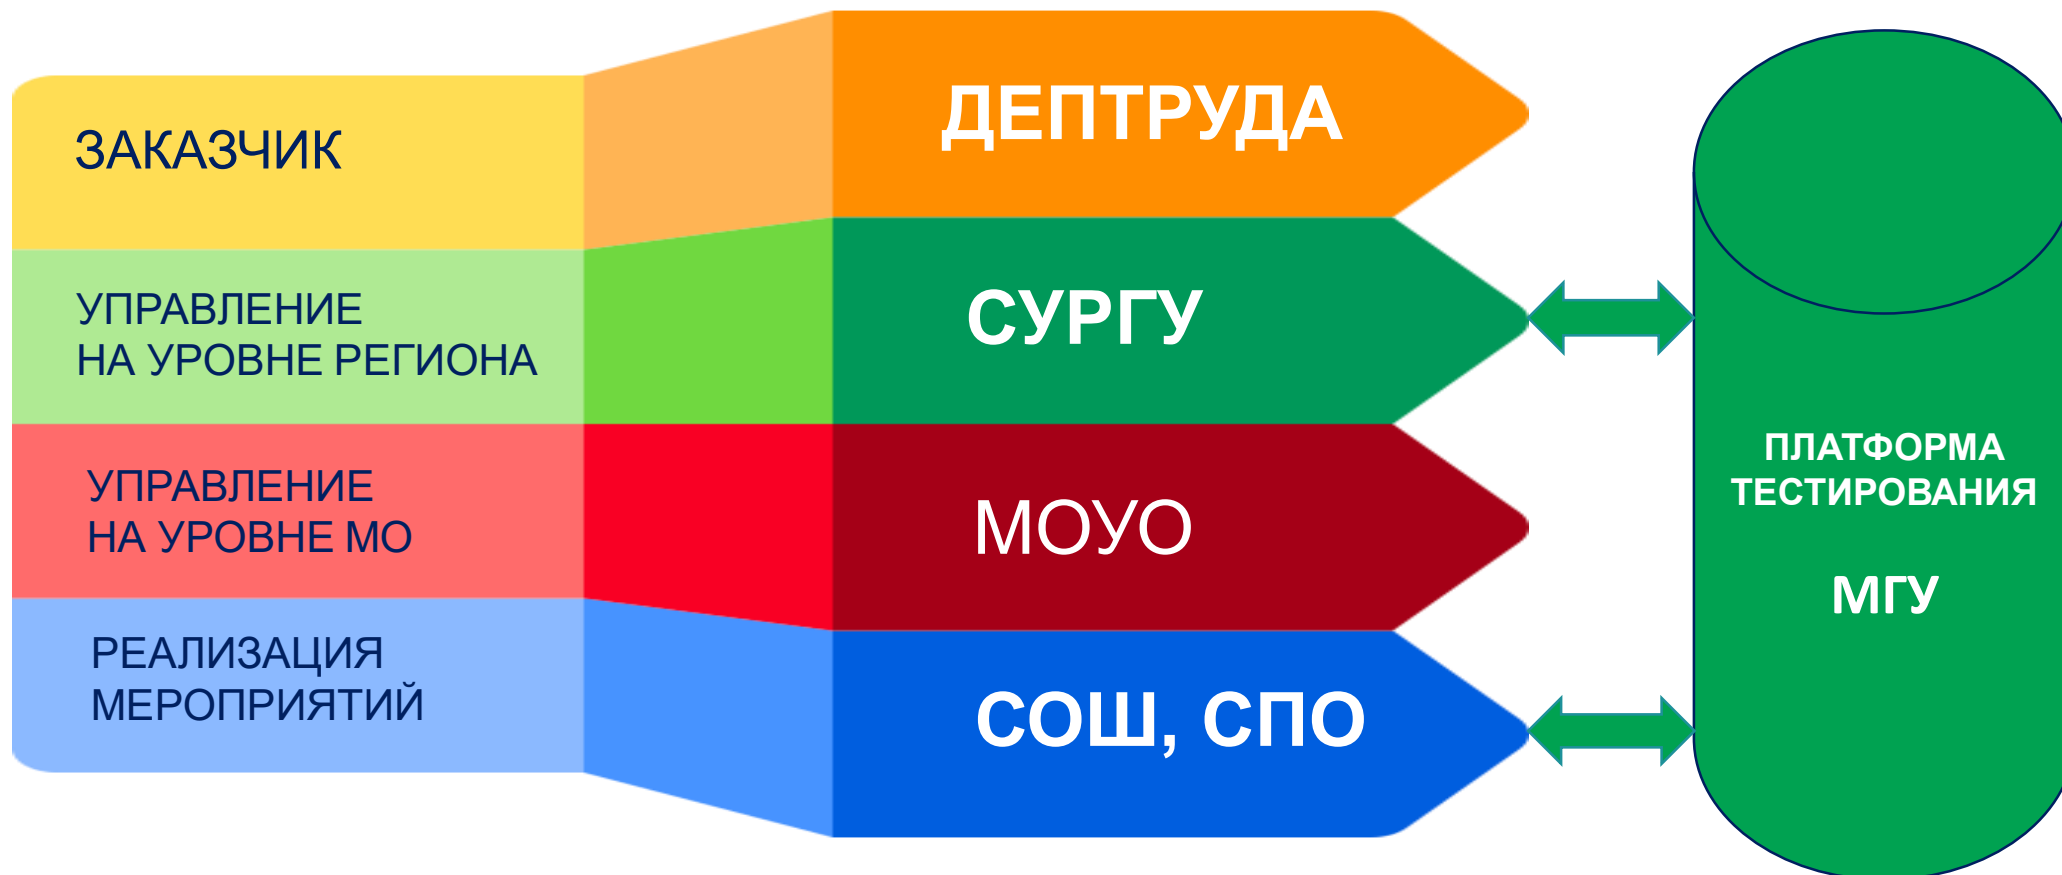 ЗАКАЗЧИК
ДЕПТРУДА
УПРАВЛЕНИЕ
НА УРОВНЕ РЕГИОНА
СУРГУ
УПРАВЛЕНИЕ
НА УРОВНЕ МО
МОУО
РЕАЛИЗАЦИЯ
МЕРОПРИЯТИЙ
СОШ, СПО
ПЛАТФОРМА
ТЕСТИРОВАНИЯ
МГУ